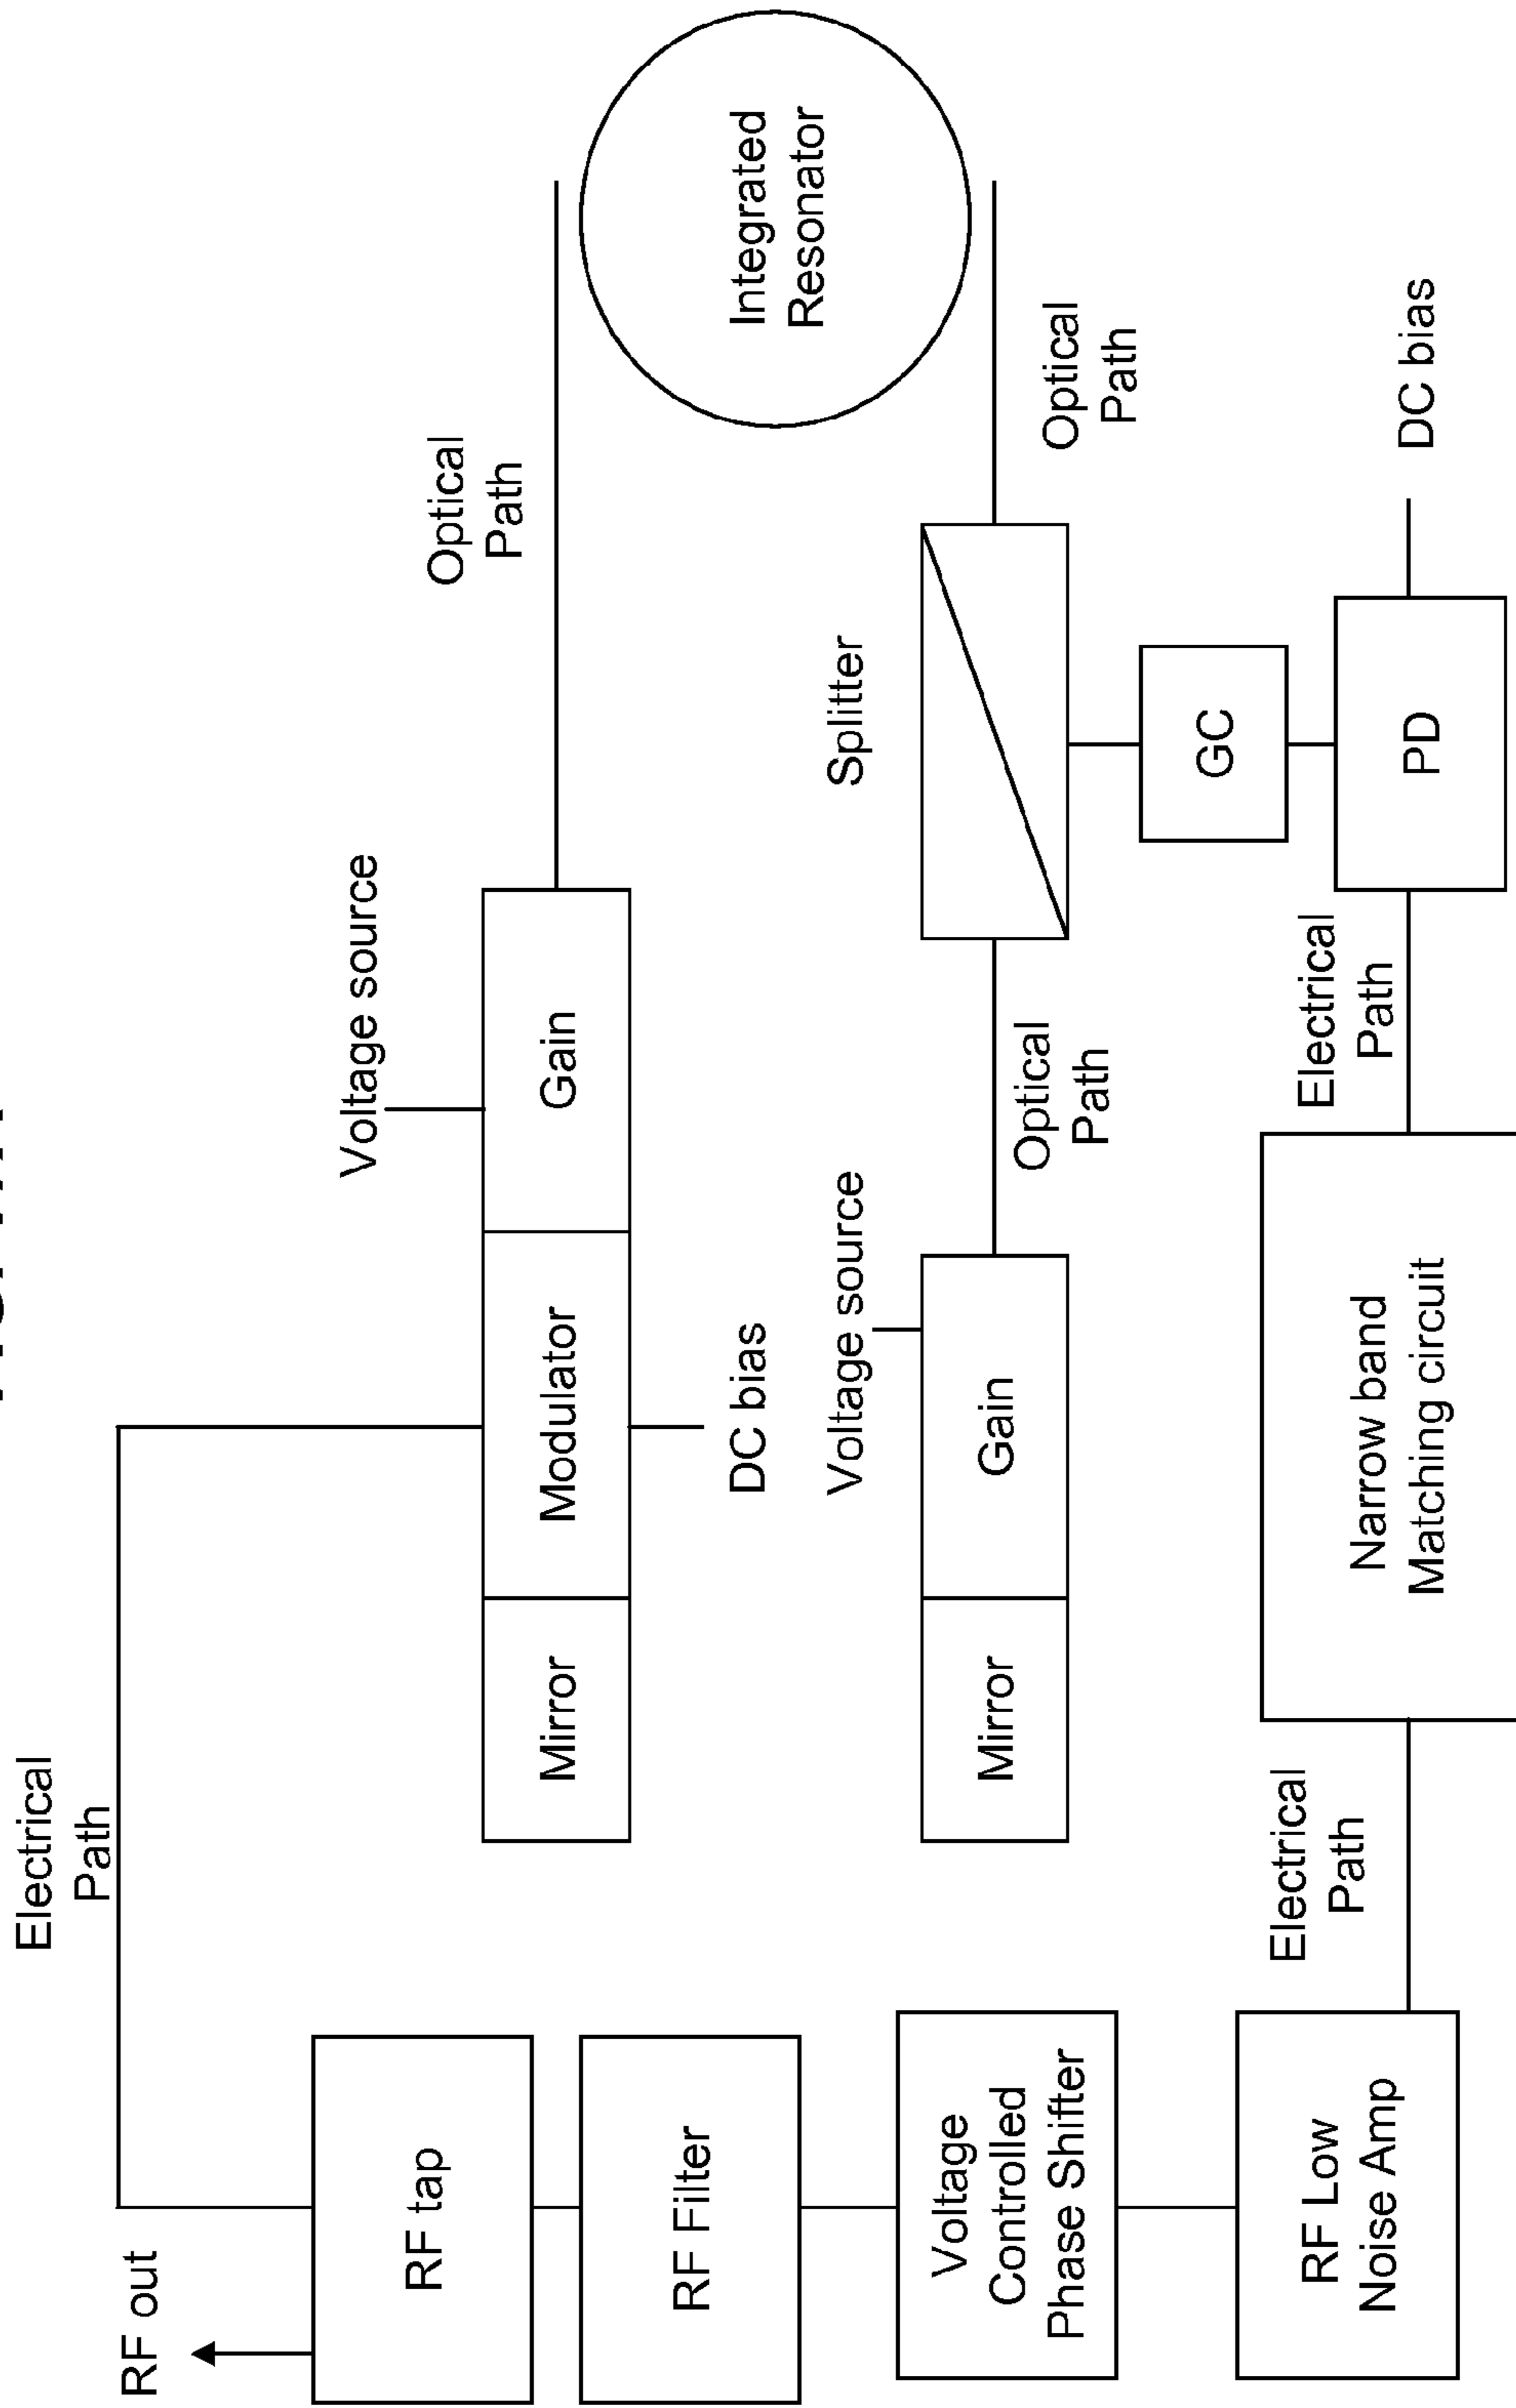 Electrical
Path
RF out
Voltage source
RF tap
Optical
Path
Mirror
Modulator
Gain
RF Filter
DC bias
Integrated
Resonator
Voltage source
Splitter
Voltage
Controlled
Phase Shifter
Mirror
Gain
Optical
Path
Optical
Path
GC
Electrical
Path
Electrical
Path
RF Low
Noise Amp
Narrow band
Matching circuit
PD
DC bias